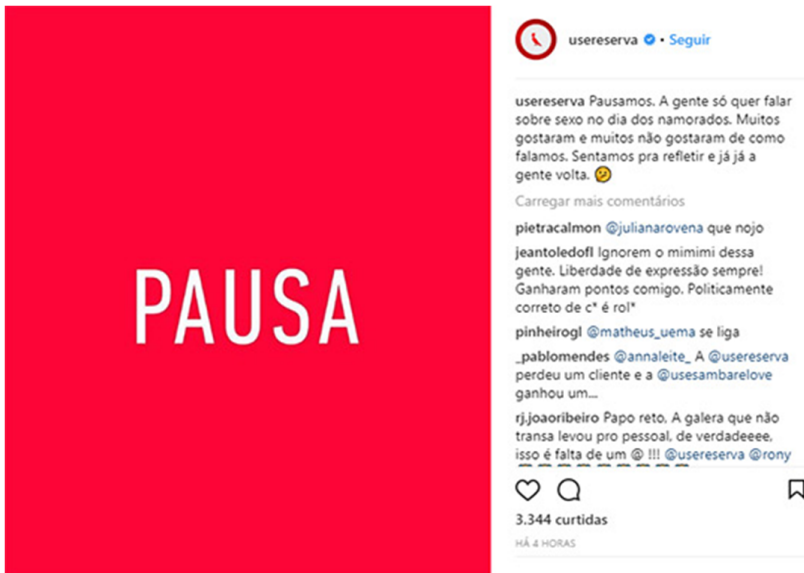 PAUSA
usereserva • Seguir
usereserva Pausamos. A gente só quer falar
sobre sexo no dia dos namorados. Muitos
gostaram e muitos não gostaram de como
falamos. Sentamos pra refletir e já já a
gente volta.
Carregar mais comentários
pietracalmon @julianarovena que nojo
jeantoledofl Ignorem o mimimi dessa
gente. Liberdade de expressão sempre!
Ganharam pontos comigo. Politicamente
correto de c* é rol*
pinheirogl @matheus_uema se liga
_pablomendes @annaleite_ A @usereserva
perdeu um cliente e a @usesambarelove
ganhou um...
rj.joaoribeiro Papo reto, A galera que não
transa levou pro pessoal, de verdadeeee,
isso é falta de um @ !!! @usereserva @rony
3.344 curtidas
HÁ 4 HORAS